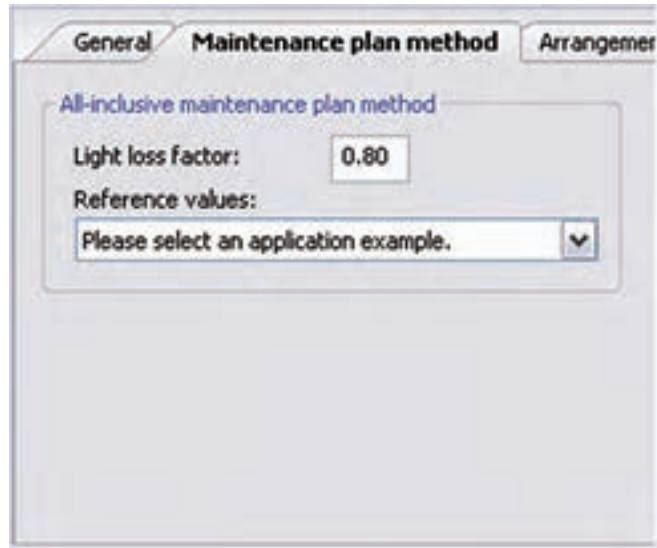 General
Maintenance plan method
Arrangemen
All-inclusive maintenance plan method
Light loss factor:
0.80
Reference values:
Please select an application example.